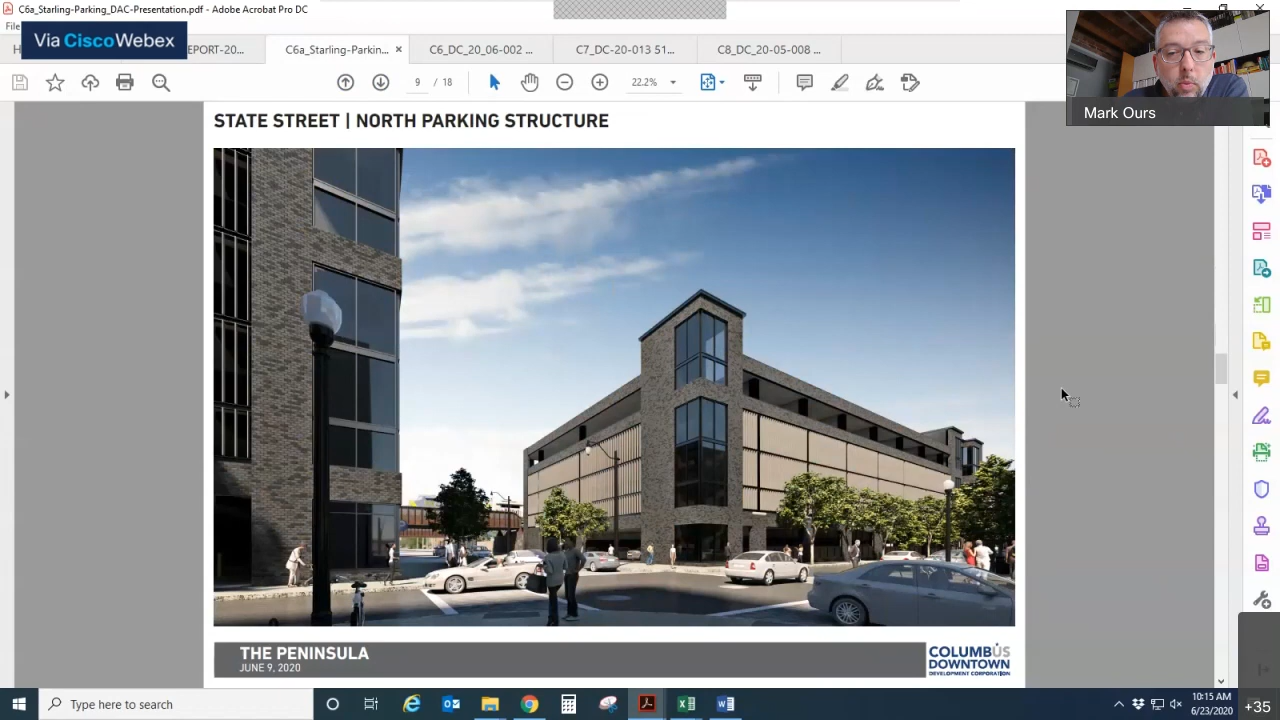 C6a_Starling-Parking_DAC-Presentation.pdf - Adobe Acrobat Pro DC
File
Via Cisco Webex
H
EPORT-20...
C6a_Starling-Parkin... ×
C6_DC_20_06-002 ...
C7_DC-20-013 51...
C8_DC_20-05-008 ...
9 / 18
22.2%
Mark Ours
STATE STREET | NORTH PARKING STRUCTURE
THE PENINSULA
JUNE 9, 2020
COLUMBUS
DOWNTOWN
DEVELOPMENT CORPORATION
Type here to search
10:15 AM
6/23/2020
+35